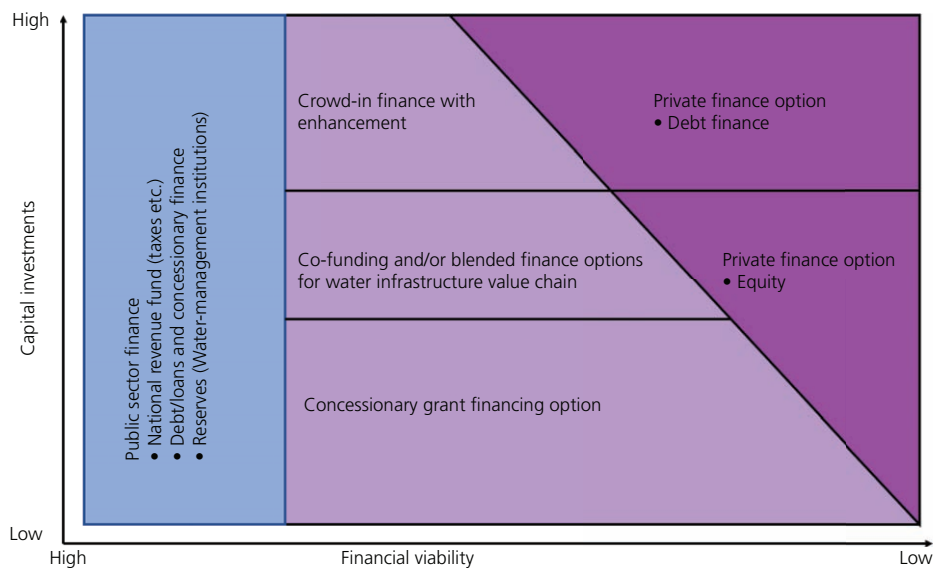 High
Capital investments
Low
Public sector finance
• National revenue fund (taxes etc.)
• Debt/loans and concessionary finance
• Reserves (Water-management institutions)
Crowd-in finance with
enhancement
Private finance option
• Debt finance
Co-funding and/or blended finance options
for water infrastructure value chain
Private finance option
• Equity
Concessionary grant financing option
High
Financial viability
Low